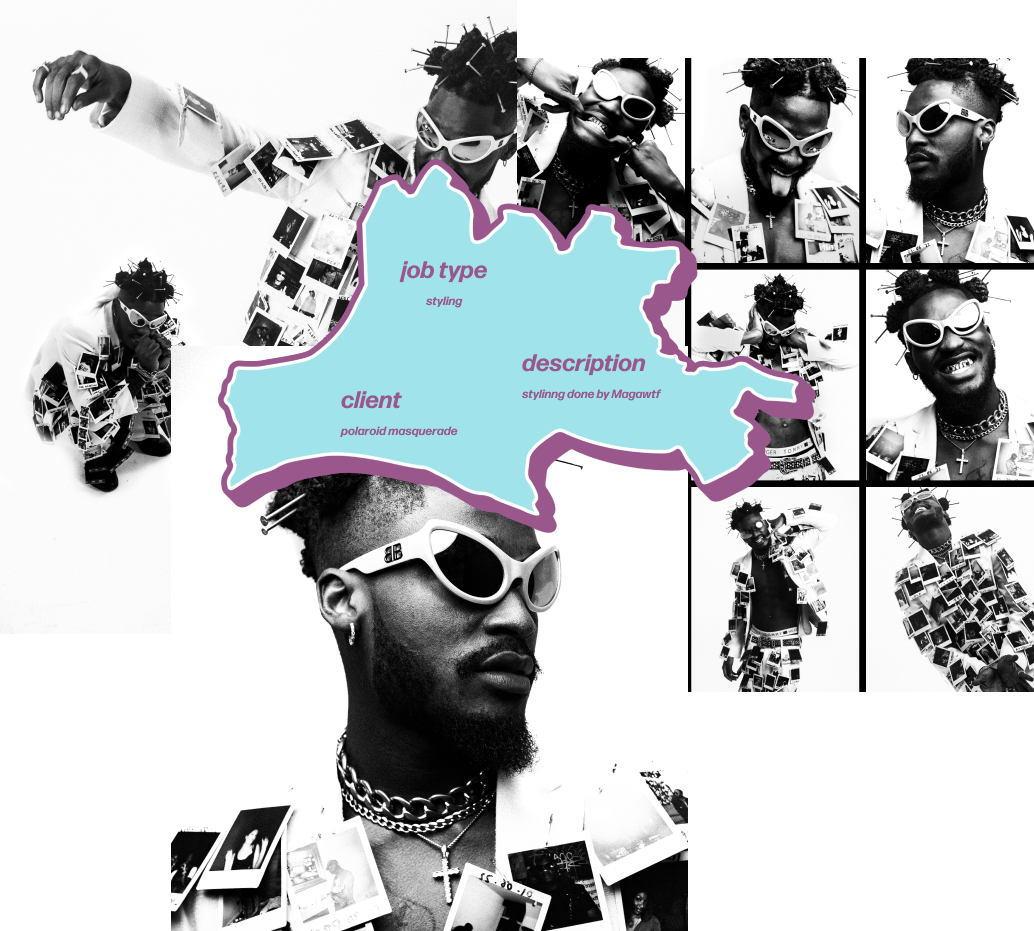 job type
styling
description
stylinng done by Magawtf
client
polaroid masquerade